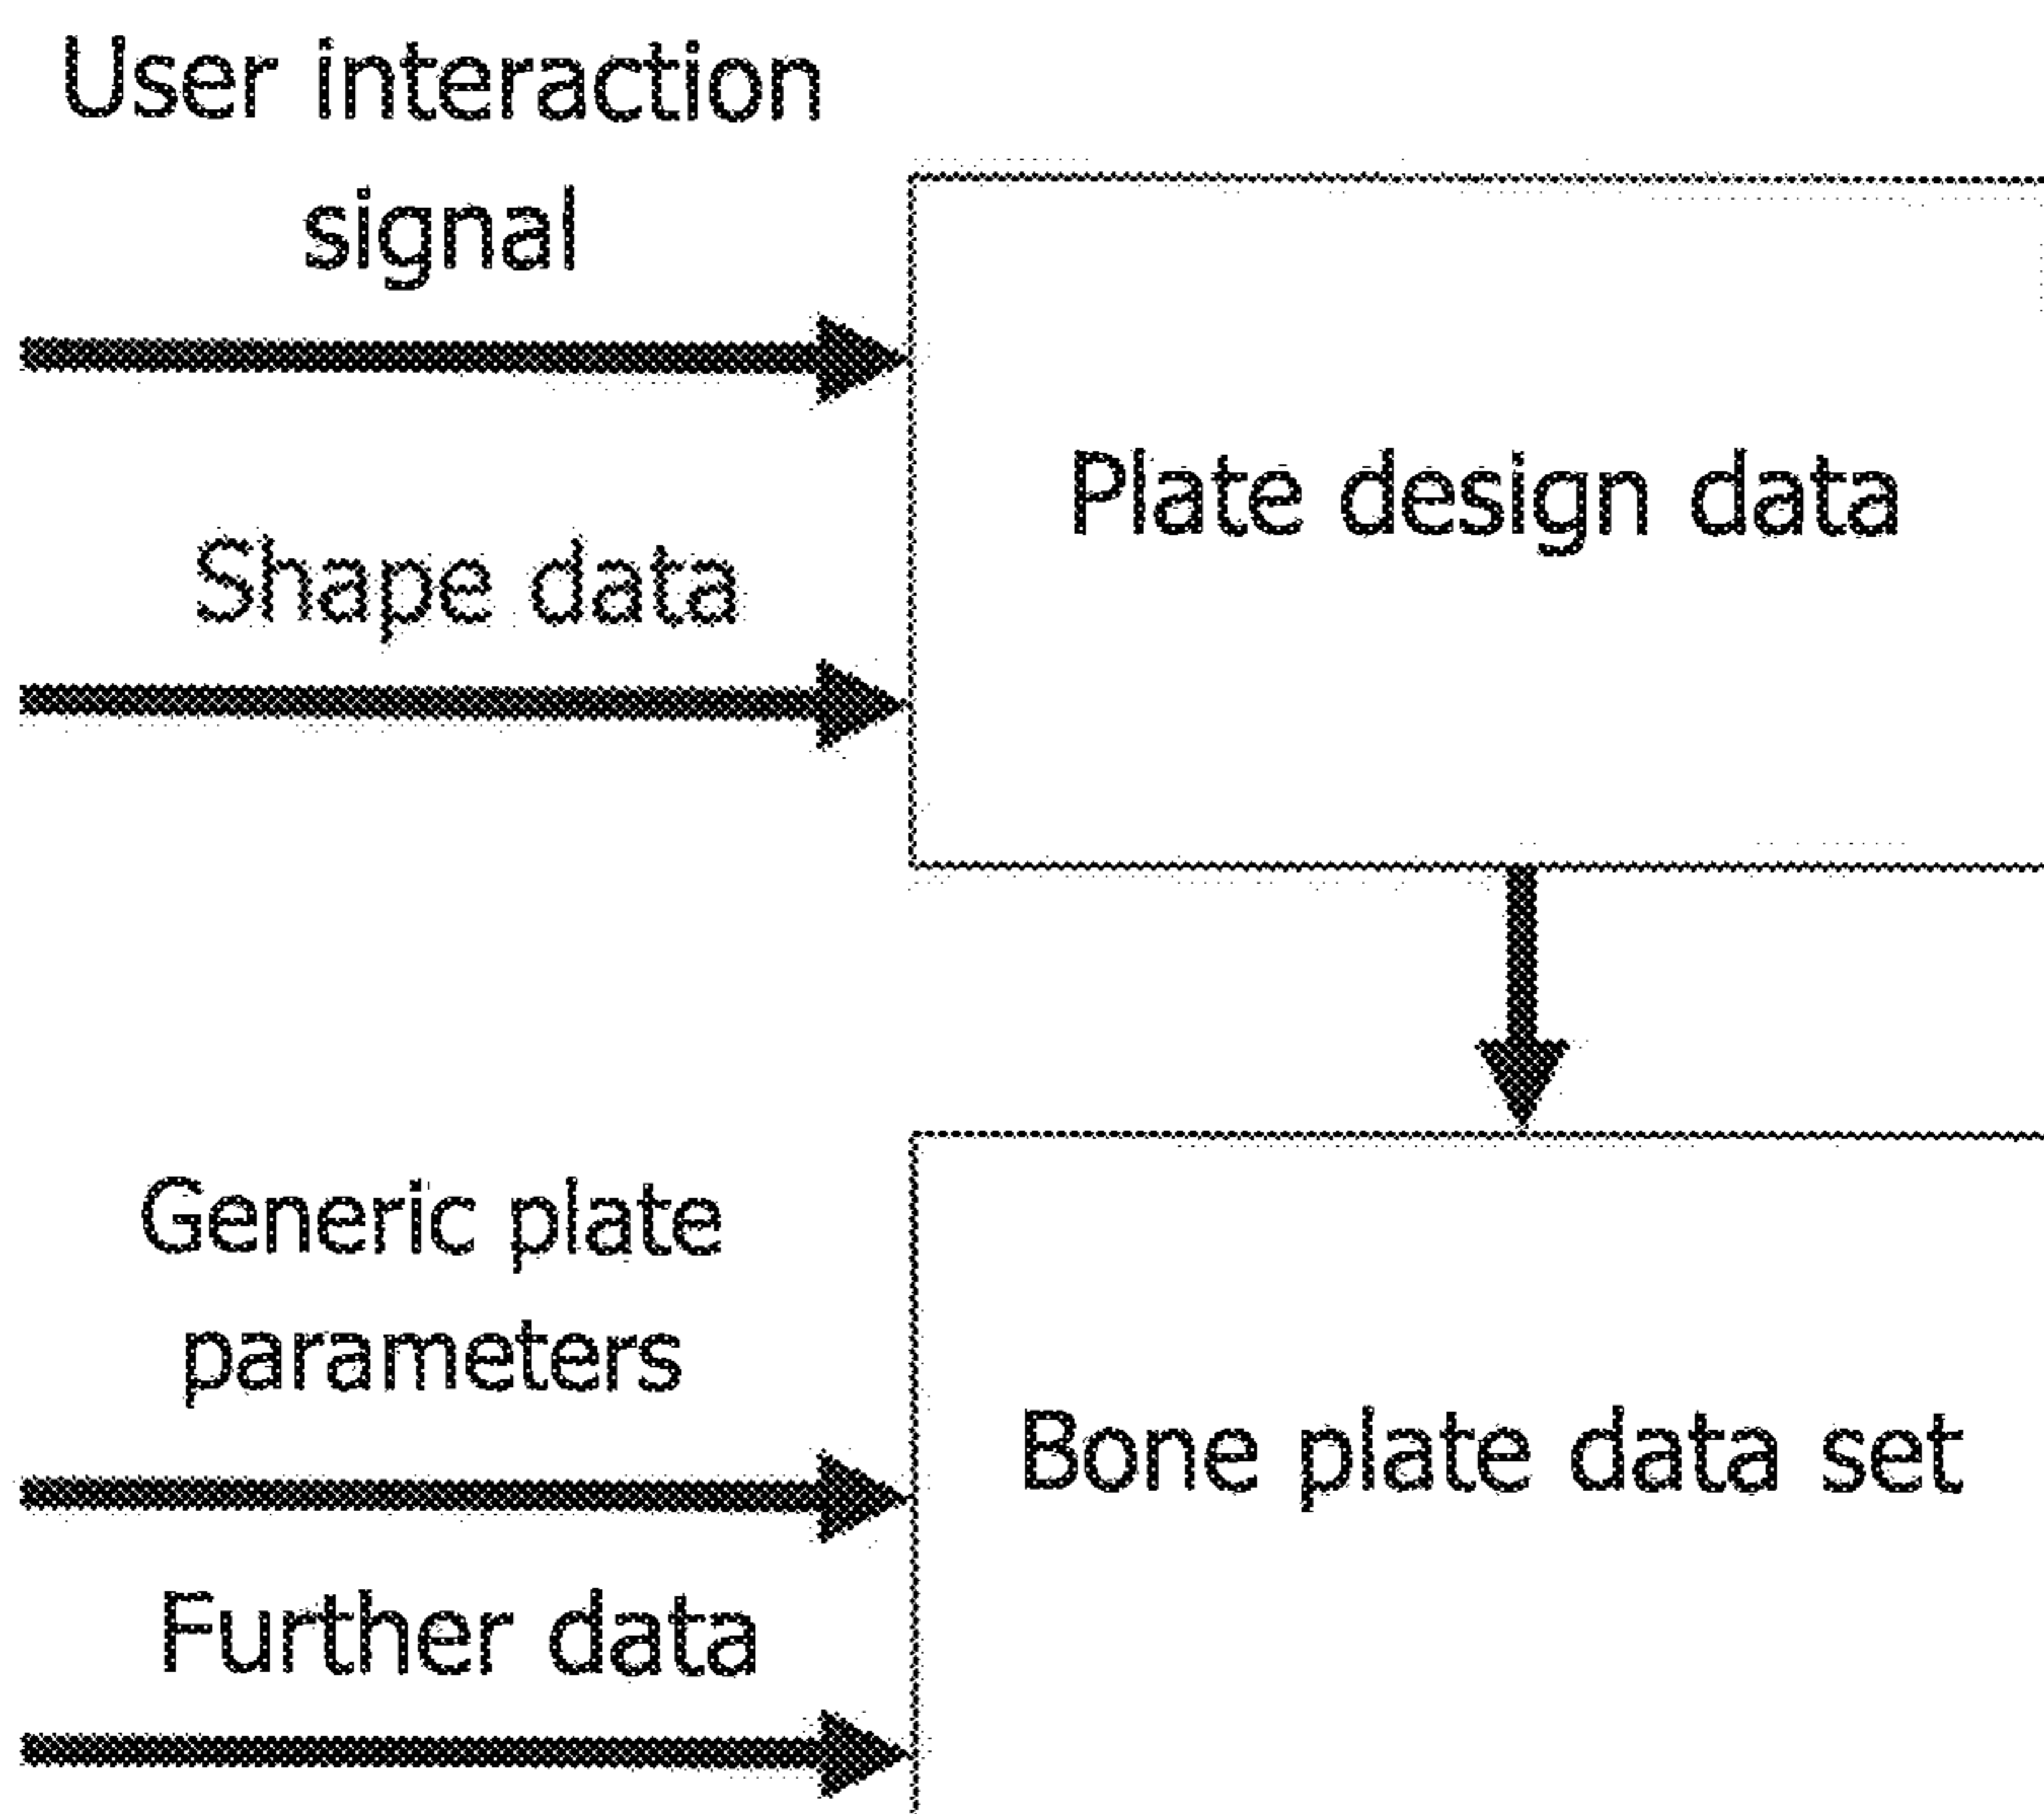 User interaction
signal
Plate design data
Shape data
Generic plate
parameters
Bone plate data set
Further data